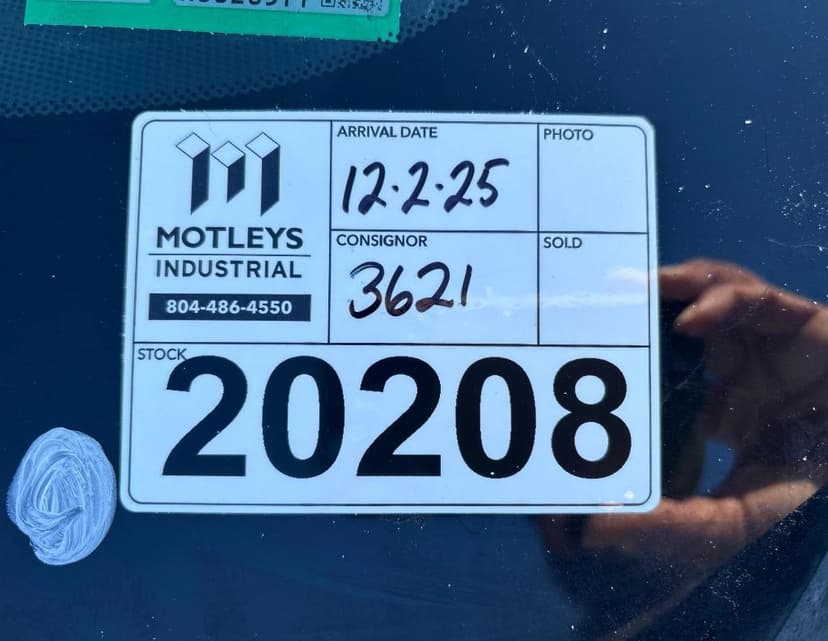 ARRIVAL DATE
PHOTO
12·2·25
MOTLEYS
INDUSTRIAL
804-486-4550
CONSIGNOR
SOLD
3621
STOCK
20208